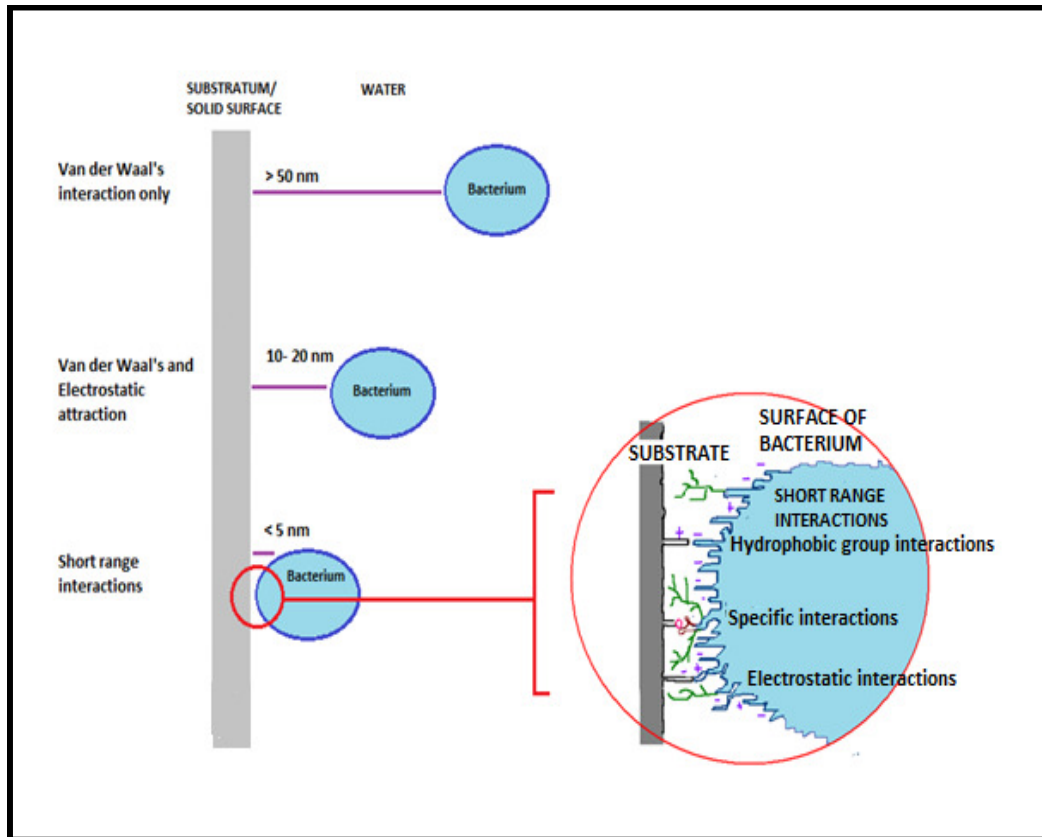 SUBSTRATUM/
SOLID SURFACE
WATER
Van der Waal's
interaction only
> 50 nm
Bacterium
Van der Waal's and
Electrostatic
attraction
10- 20 nm
Bacterium
Short range
interactions
< 5 nm
Bacterium
SUBSTRATE
SURFACE OF
BACTERIUM
SHORT RANGE
INTERACTIONS
Hydrophobic group interactions
Specific interactions
Electrostatic interactions